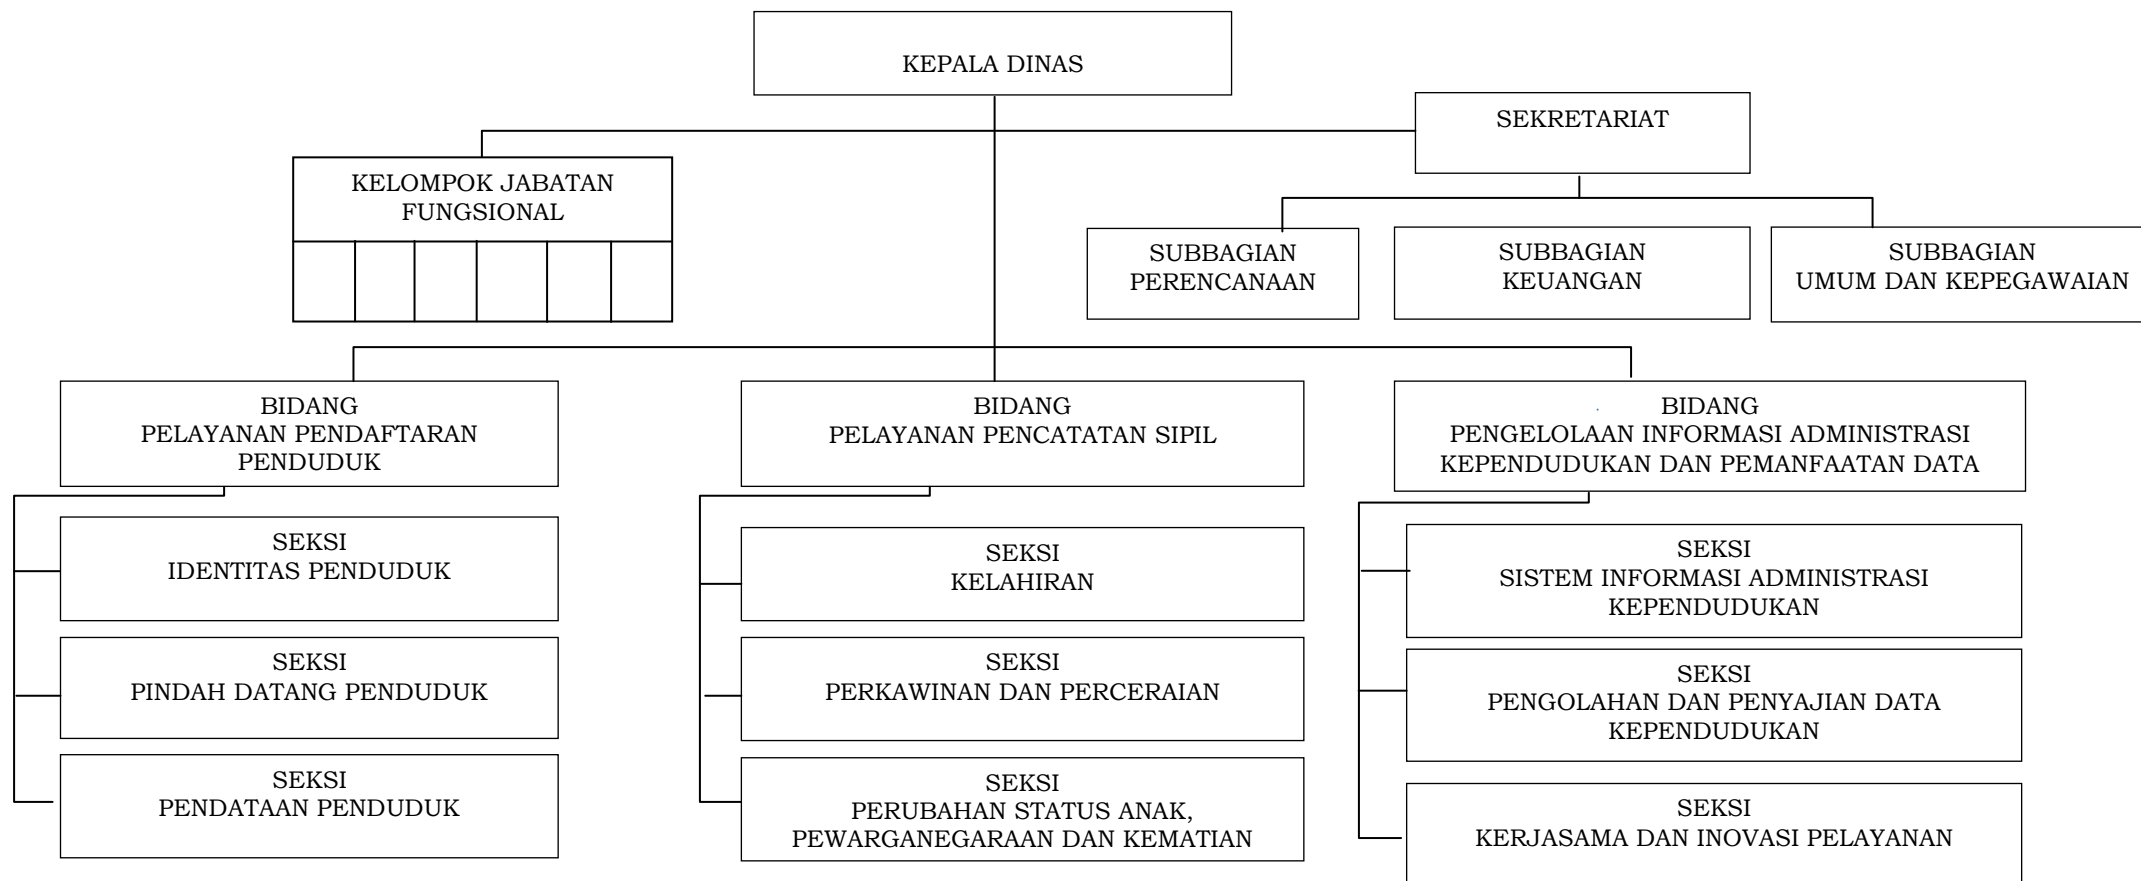 KEPALA DINAS
SEKRETARIAT
KELOMPOK JABATAN
FUNGSIONAL
SUBBAGIAN
PERENCANAAN
SUBBAGIAN
KEUANGAN
SUBBAGIAN
UMUM DAN KEPEGAWAIAN
BIDANG
PELAYANAN PENDAFTARAN
PENDUDUK
BIDANG
PELAYANAN PENCATATAN SIPIL
BIDANG
PENGELOLAAN INFORMASI ADMINISTRASI
KEPENDUDUKAN DAN PEMANFAATAN DATA
SEKSI
IDENTITAS PENDUDUK
SEKSI
PINDAH DATANG PENDUDUK
SEKSI
PENDATAAN PENDUDUK
SEKSI
KELAHIRAN
SEKSI
PERKAWINAN DAN PERCERAIAN
SEKSI
PERUBAHAN STATUS ANAK,
PEWARGANEGARAAN DAN KEMATIAN
SEKSI
SISTEM INFORMASI ADMINISTRASI
KEPENDUDUKAN
SEKSI
PENGOLAHAN DAN PENYAJIAN DATA
KEPENDUDUKAN
SEKSI
KERJASAMA DAN INOVASI PELAYANAN